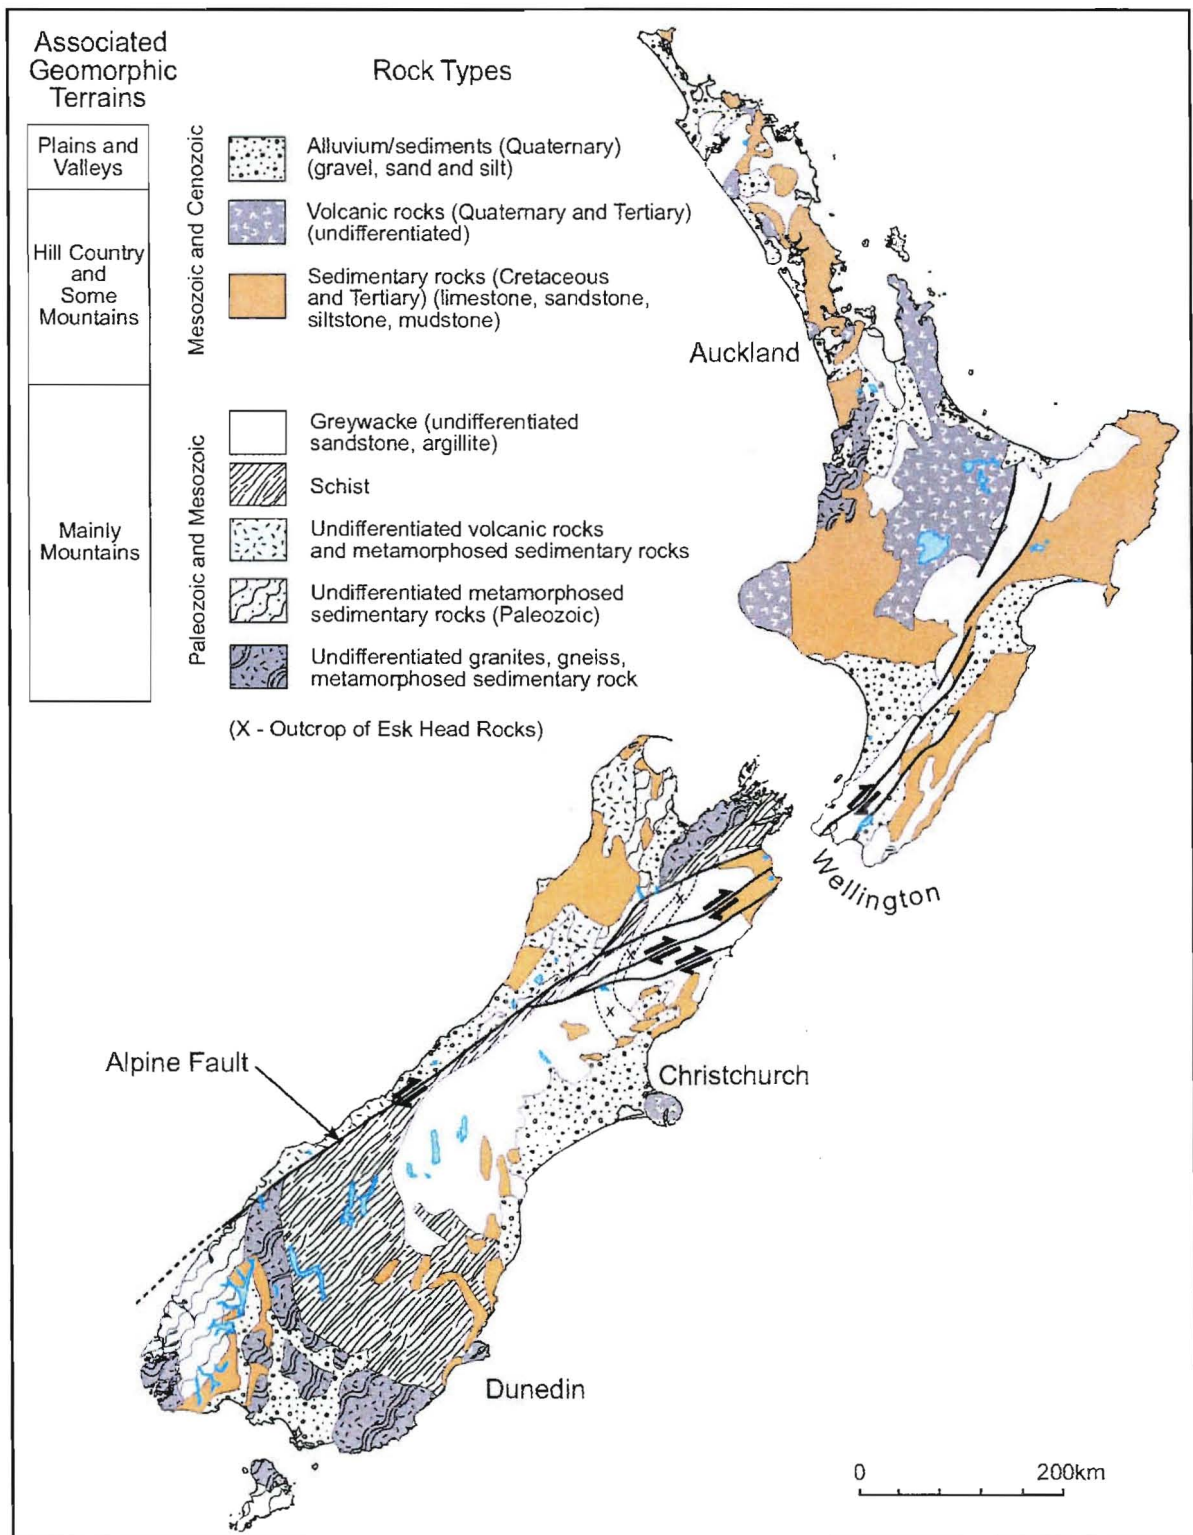 Associated
Geomorphic
Terrains
Rock Types
Plains and
Valleys
Hill Country
and
Some
Mountains
Mainly
Mountains
Mesozoic and Cenozoic
Alluvium/sediments (Quaternary)
(gravel, sand and silt)
Volcanic rocks (Quaternary and Tertiary)
(undifferentiated)
Sedimentary rocks (Cretaceous
and Tertiary) (limestone, sandstone,
siltstone, mudstone)
Paleozoic and Mesozoic
Greywacke (undifferentiated
sandstone, argillite)
Schist
Undifferentiated volcanic rocks
and metamorphosed sedimentary rocks
Undifferentiated metamorphosed
sedimentary rocks (Paleozoic)
Undifferentiated granites, gneiss,
metamorphosed sedimentary rock
(X - Outcrop of Esk Head Rocks)
Auckland
Wellington
x
x
Alpine Fault
Christchurch
Dunedin
0 200km